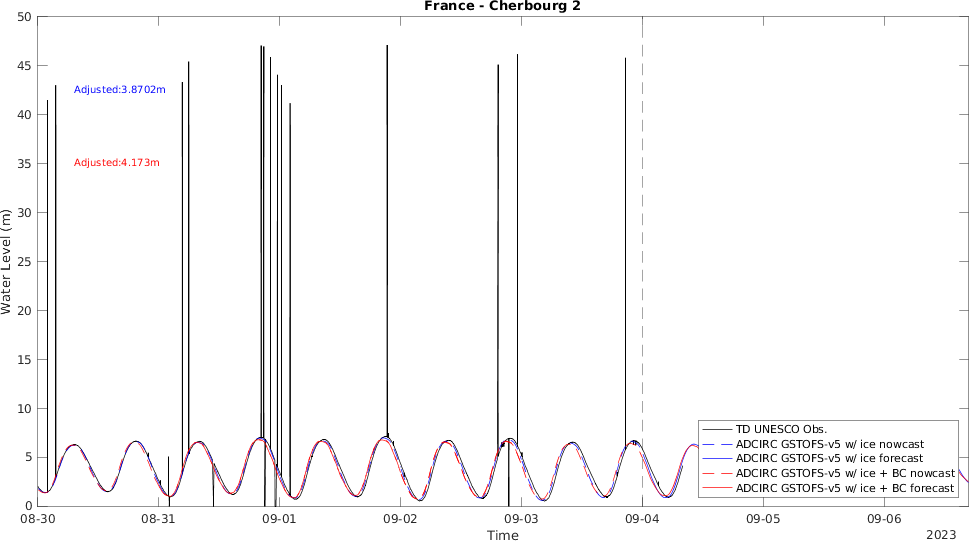 France - Cherbourg 2
50
45
40
35
30
25
20
15
10
5
0
Water Level (m)
Adjusted:3.8702m
Adjusted:4.173m
TD UNESCO Obs.
ADCIRC GSTOFS-v5 w/ ice nowcast
ADCIRC GSTOFS-v5 w/ ice forecast
ADCIRC GSTOFS-v5 w/ ice + BC nowcast
ADCIRC GSTOFS-v5 w/ ice + BC forecast
08-30 08-31 09-01 09-02 09-03 09-04 09-05 09-06
Time
2023